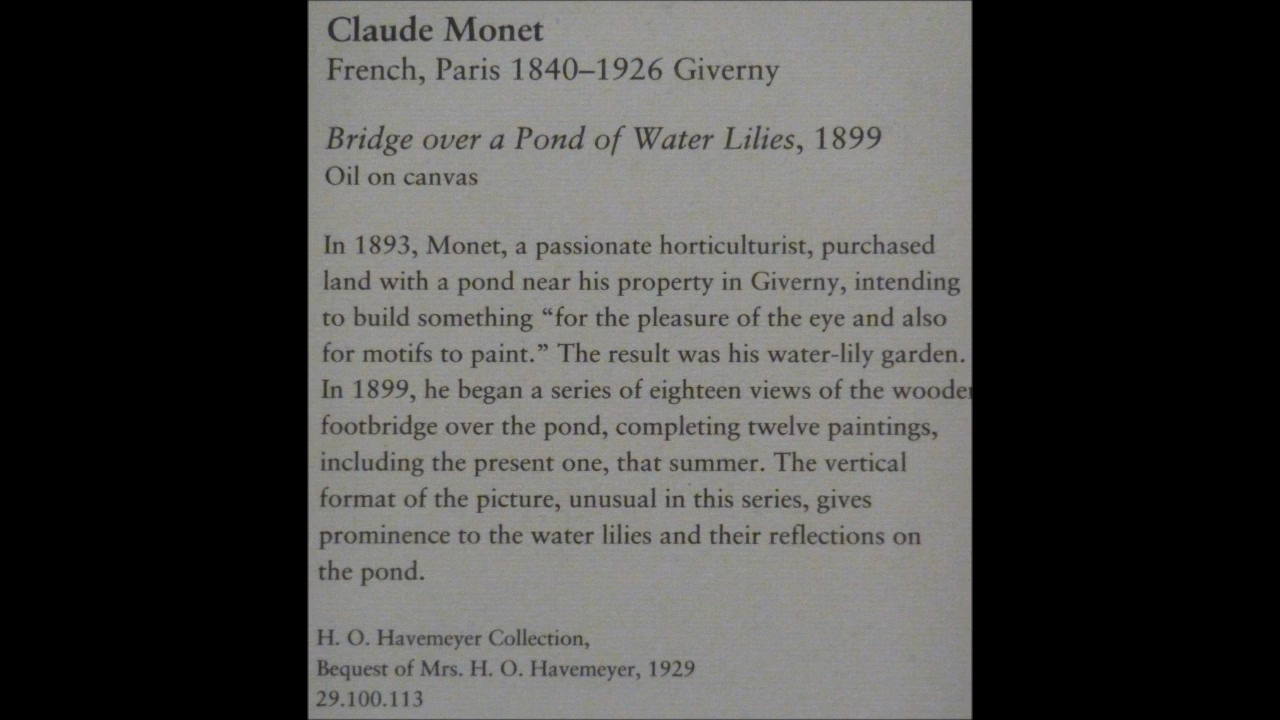 Claude Monet
French, Paris 1840–1926 Giverny
Bridge over a Pond of Water Lilies, 1899
Oil on canvas
In 1893, Monet, a passionate horticulturist, purchased
land with a pond near his property in Giverny, intending
to build something “for the pleasure of the eye and also
for motifs to paint.” The result was his water-lily garden.
In 1899, he began a series of eighteen views of the wooden
footbridge over the pond, completing twelve paintings,
including the present one, that summer. The vertical
format of the picture, unusual in this series, gives
prominence to the water lilies and their reflections on
the pond.
H. O. Havemeyer Collection,
Bequest of Mrs. H. O. Havemeyer, 1929
29.100.113